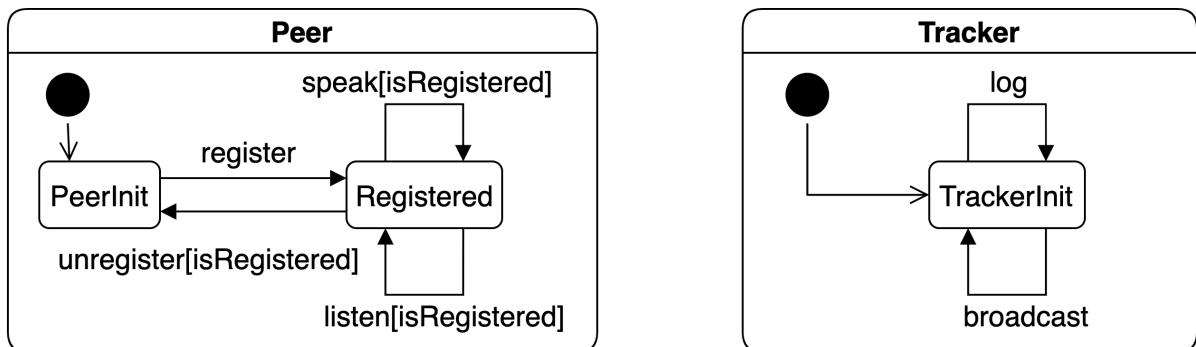 Peer
speak[isRegistered]
register
PeerInit
Registered
unregister[isRegistered]
listen[isRegistered]
Tracker
log
TrackerInit
broadcast